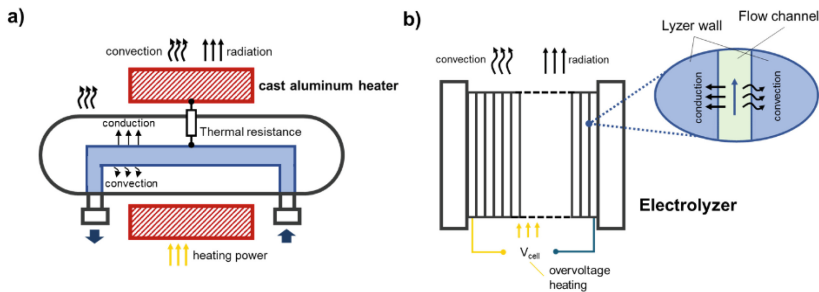 a)
convection
radiation
cast aluminum heater
Thermal resistance
conduction
convection
heating power
b)
convection
radiation
Lyzer wall
Flow channel
conduction
convection
Electrolyzer
Vcell
overvoltage
heating